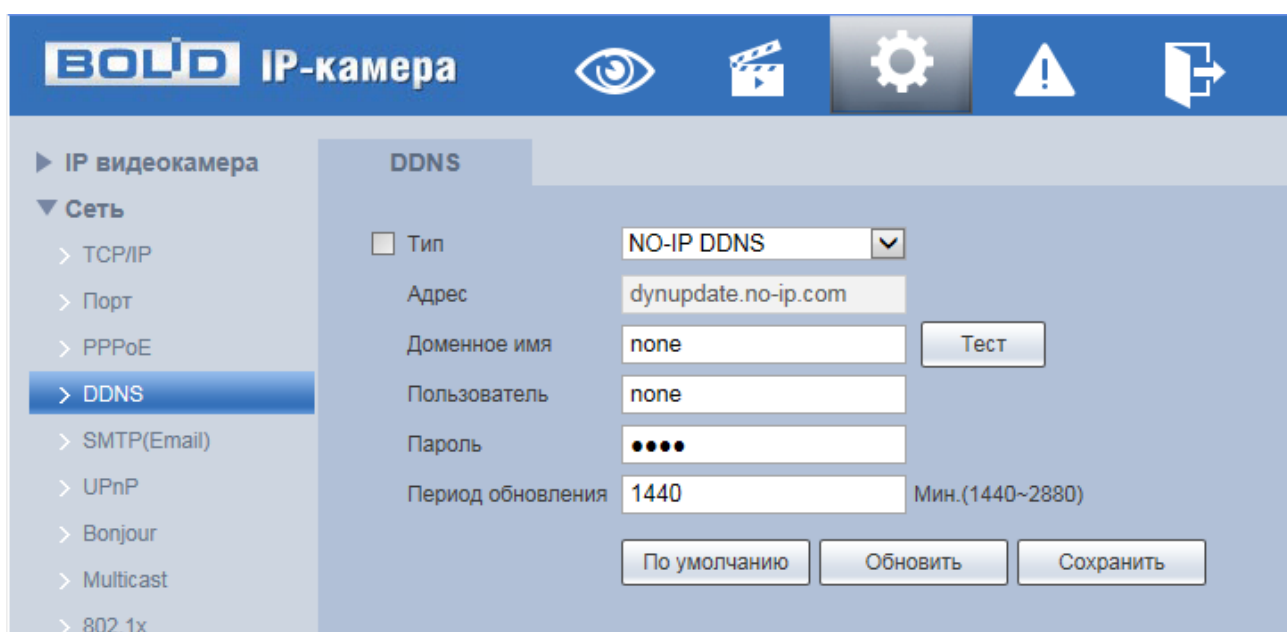 BOLID IP-камера
IP видеокамера
Сеть
TCP/IP
Порт
PPPoE
DDNS
SMTP(Email)
UPnP
Bonjour
Multicast
802.1x
DDNS
Тип NO-IP DDNS
Адрес dynupdate.no-ip.com
Доменное имя none Тест
Пользователь none
Пароль ••••
Период обновления 1440 Мин.(1440~2880)
По умолчанию Обновить Сохранить